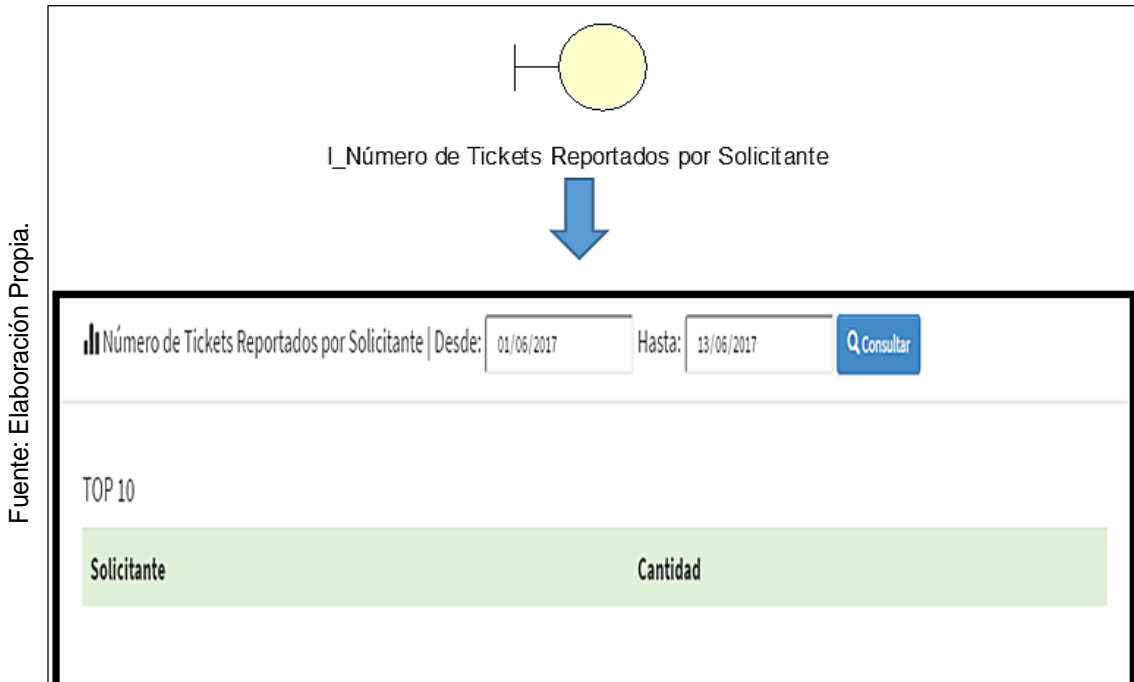 I_Número de Tickets Reportados por Solicitante
Número de Tickets Reportados por Solicitante | Desde: 01/06/2017 Hasta: 13/06/2017 Consultar
TOP 10
Solicitante Cantidad
Fuente: Elaboración Propia.